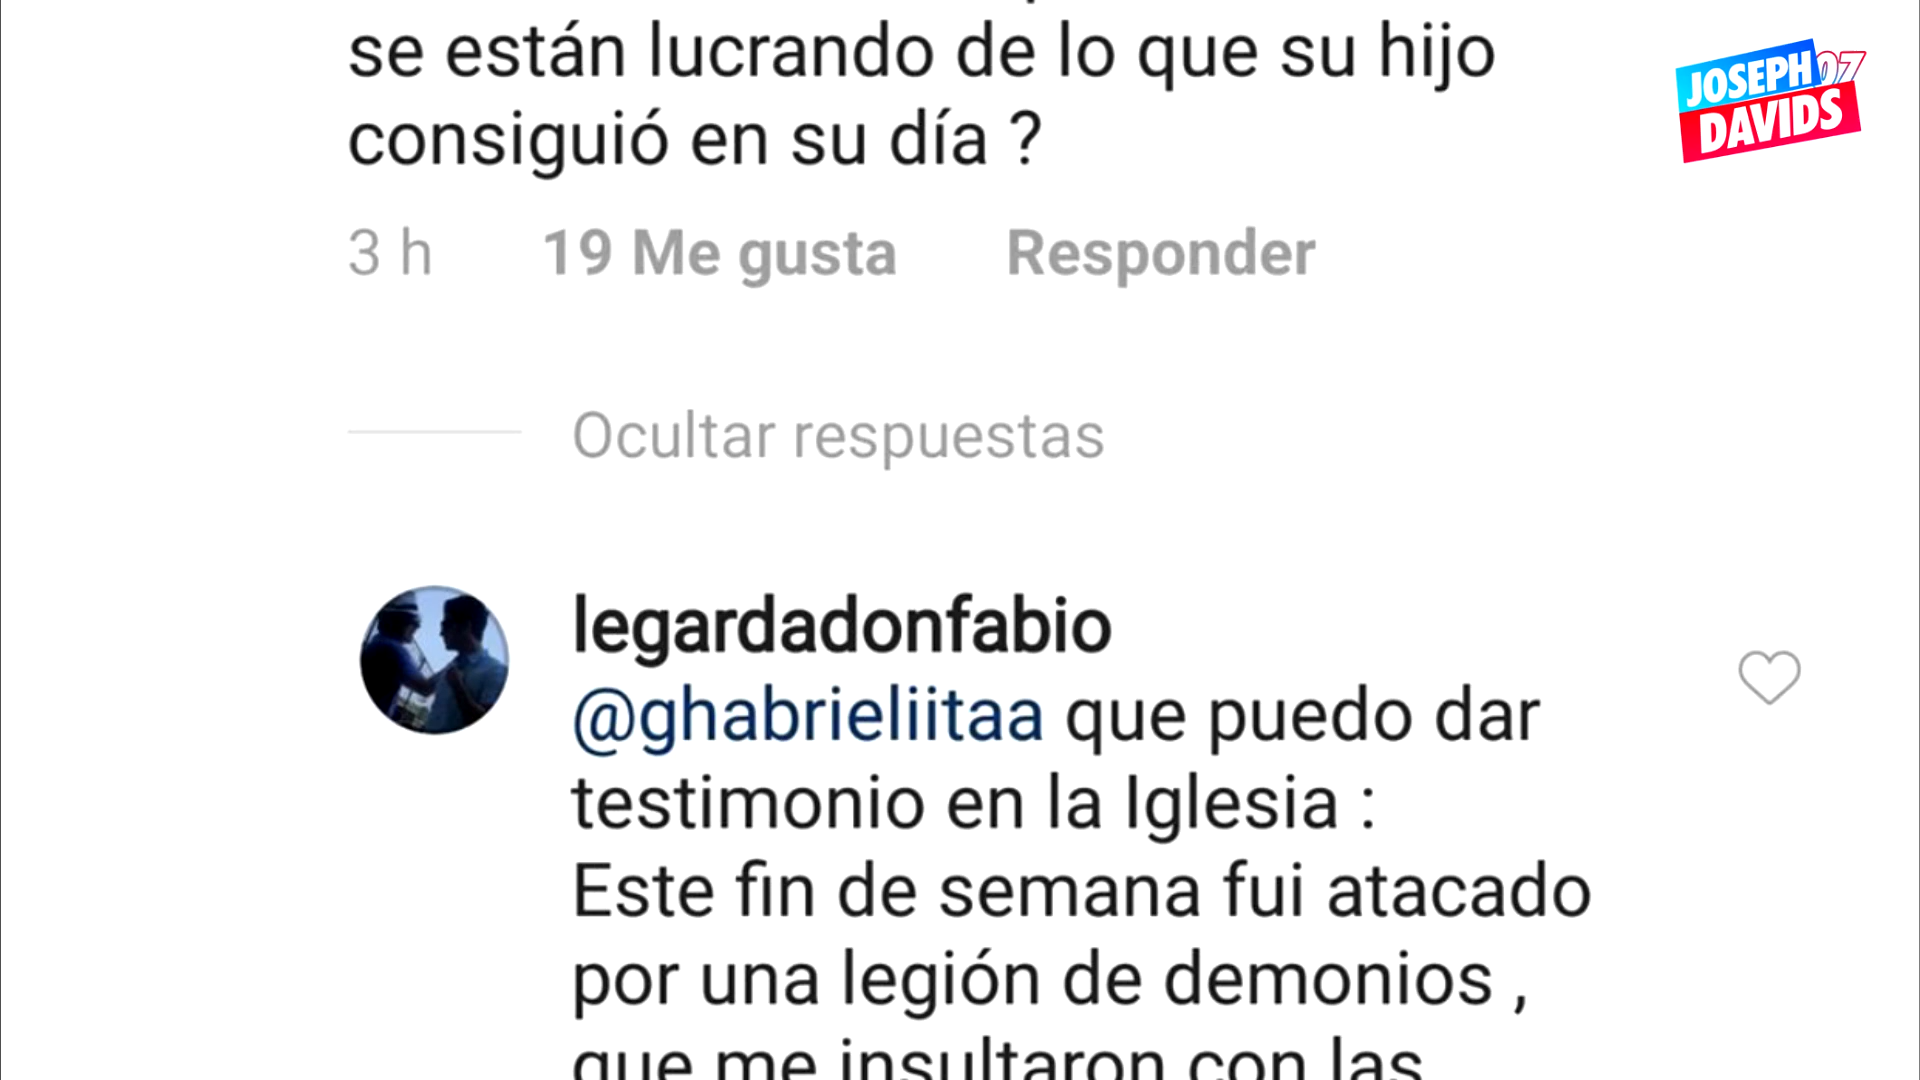 se están lucrando de lo que su hijo
consiguió en su día ?
3 h 19 Me gusta Responder
Ocultar respuestas
legardadonfabio
@ghabrieliitaa que puedo dar
testimonio en la Iglesia :
Este fin de semana fui atacado
por una legión de demonios ,
que me insultaron con las
JOSEPH 07
DAVIDS